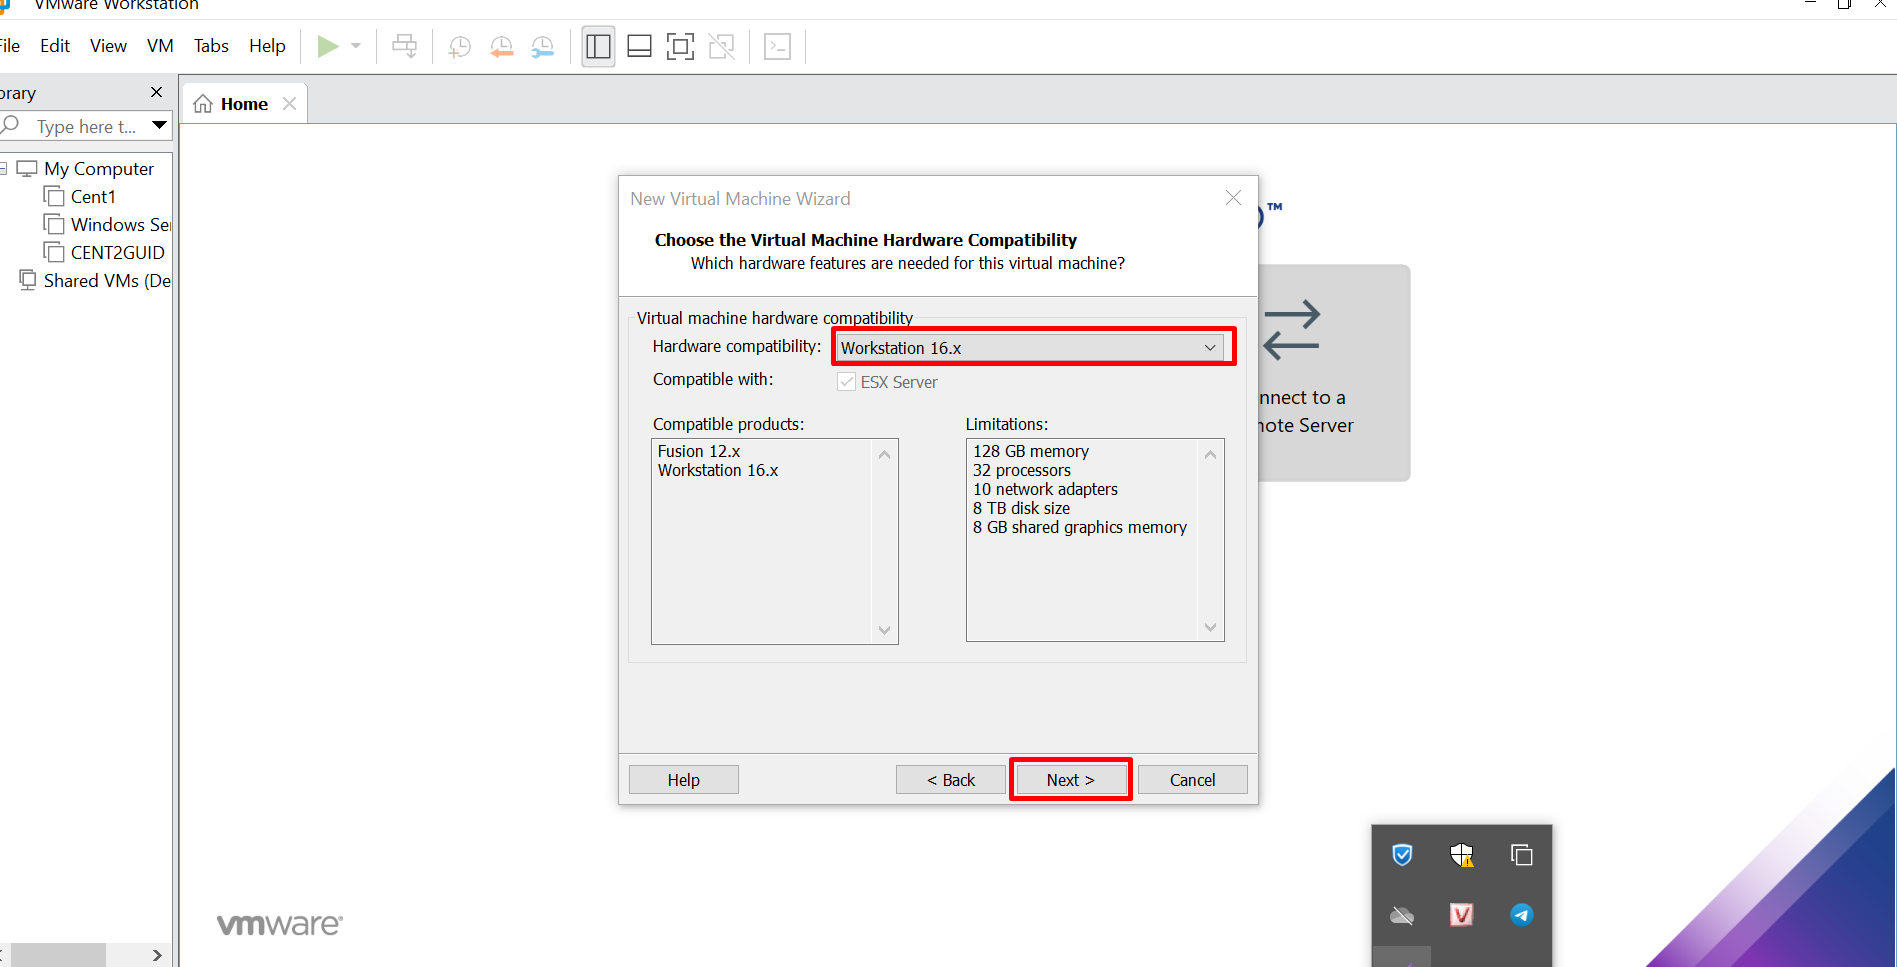 VMware Workstation
File Edit View VM Tabs Help
brary
Type here t...
Home
My Computer
Cent1
Windows Ser
CENT2GUID
Shared VMs (De
New Virtual Machine Wizard
Choose the Virtual Machine Hardware Compatibility
Which hardware features are needed for this virtual machine?
Virtual machine hardware compatibility
Hardware compatibility: Workstation 16.x
Compatible with: ESX Server
Compatible products:
Fusion 12.x
Workstation 16.x
Limitations:
128 GB memory
32 processors
10 network adapters
8 TB disk size
8 GB shared graphics memory
Help < Back Next > Cancel
™
nnect to a
note Server
vmware®